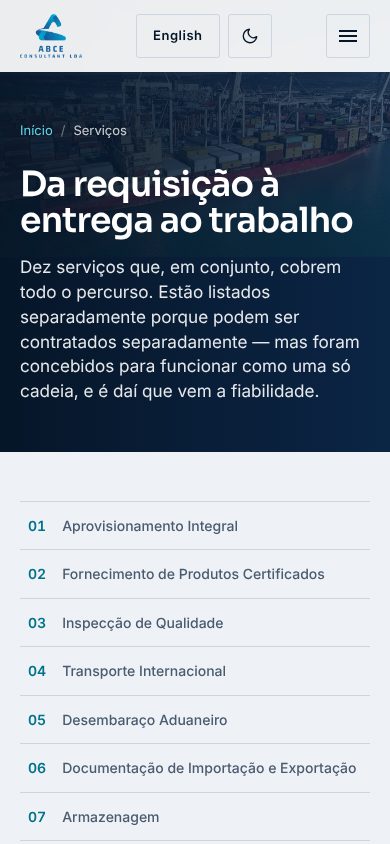 ABCE
CONSULTANT LDA
English
Início / Serviços
Da requisição à
entrega ao trabalho
Dez serviços que, em conjunto, cobrem
todo o percurso. Estão listados
separadamente porque podem ser
contratados separadamente — mas foram
concebidos para funcionar como uma só
cadeia, e é daí que vem a fiabilidade.
01 Aprovisionamento Integral
02 Fornecimento de Produtos Certificados
03 Inspecção de Qualidade
04 Transporte Internacional
05 Desembaraço Aduaneiro
06 Documentação de Importação e Exportação
07 Armazenagem